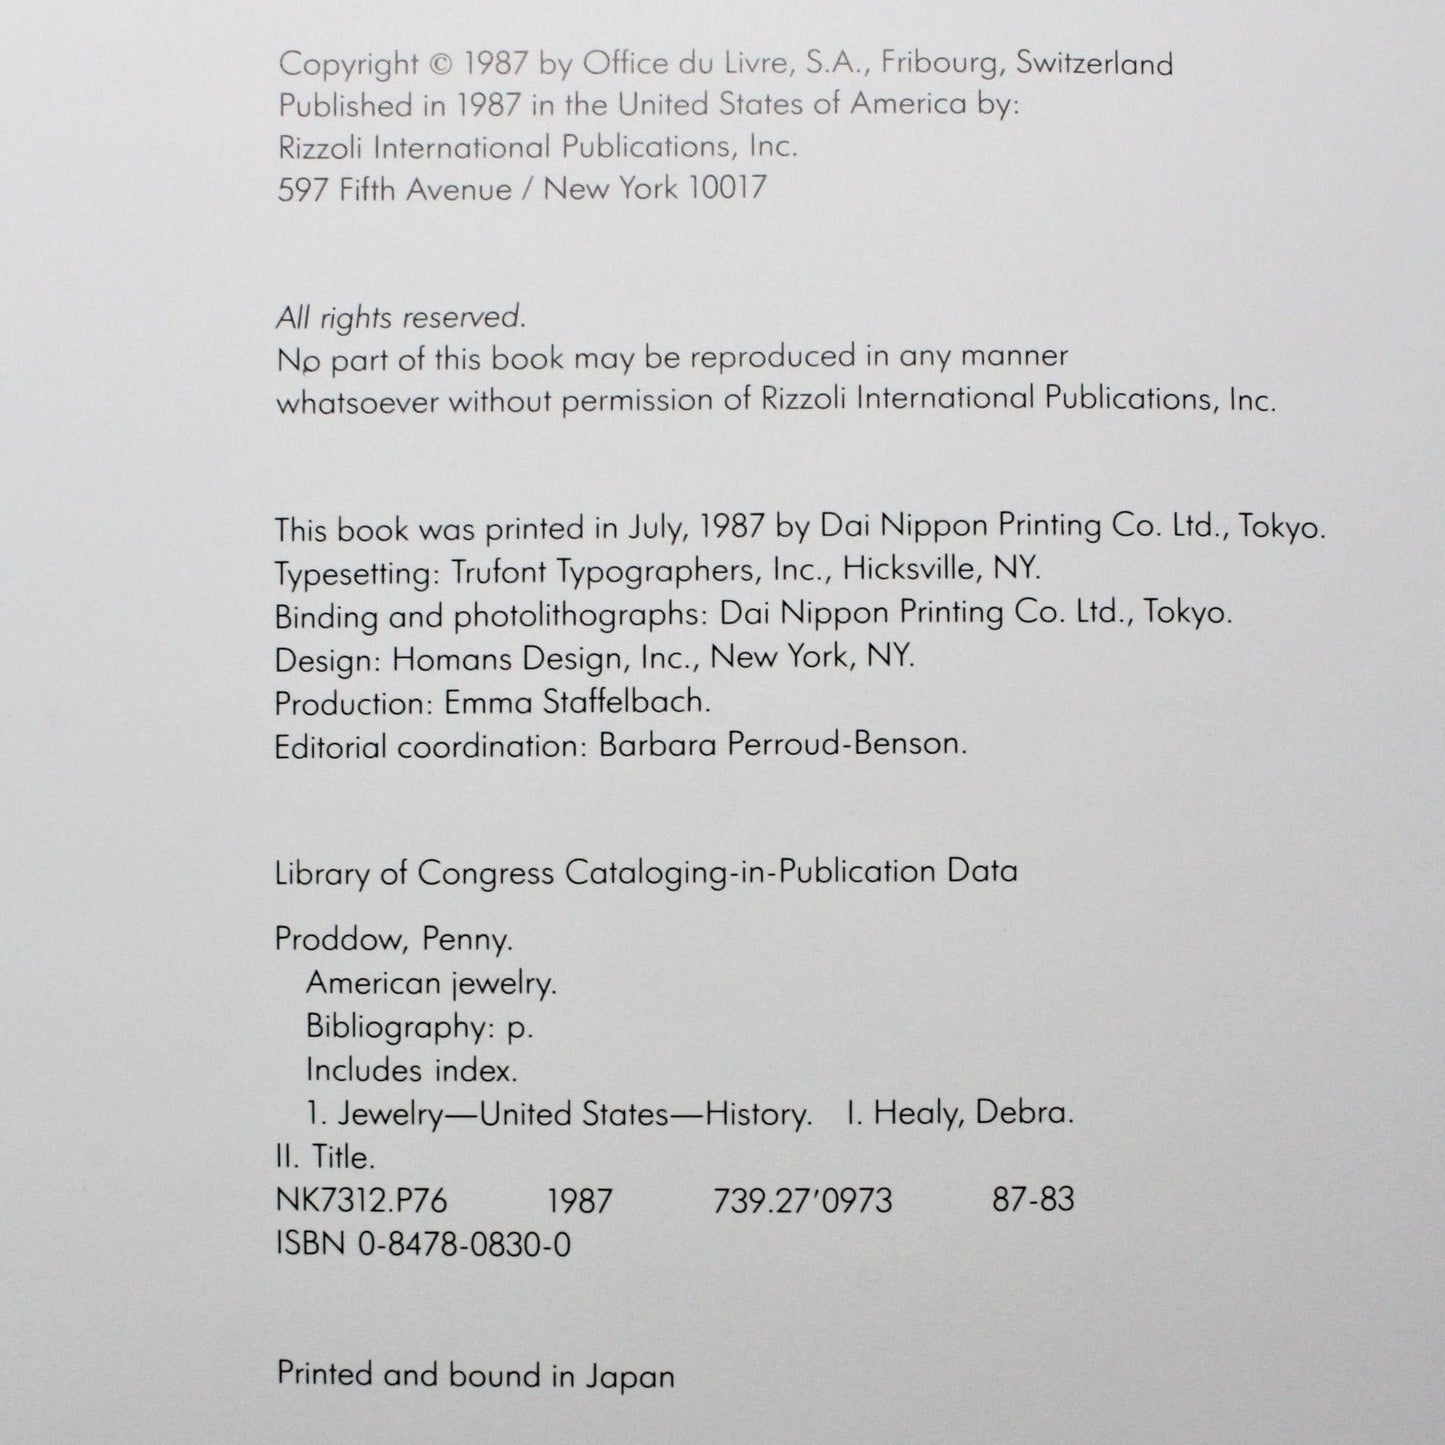 Copyright © 1987 by Office du Livre, S.A., Fribourg, Switzerland
Published in 1987 in the United States of America by:
Rizzoli International Publications, Inc.
597 Fifth Avenue / New York 10017
All rights reserved.
No part of this book may be reproduced in any manner
whatsoever without permission of Rizzoli International Publications, Inc.
This book was printed in July, 1987 by Dai Nippon Printing Co. Ltd., Tokyo.
Typesetting: Trufont Typographers, Inc., Hicksville, NY.
Binding and photolithographs: Dai Nippon Printing Co. Ltd., Tokyo.
Design: Homans Design, Inc., New York, NY.
Production: Emma Staffelbach.
Editorial coordination: Barbara Perroud-Benson.
Library of Congress Cataloging-in-Publication Data
Proddow, Penny.
American jewelry.
Bibliography: p.
Includes index.
1. Jewelry—United States—History. I. Healy, Debra.
II. Title.
NK7312.P76 1987 739.27'0973 87-83
ISBN 0-8478-0830-0
Printed and bound in Japan